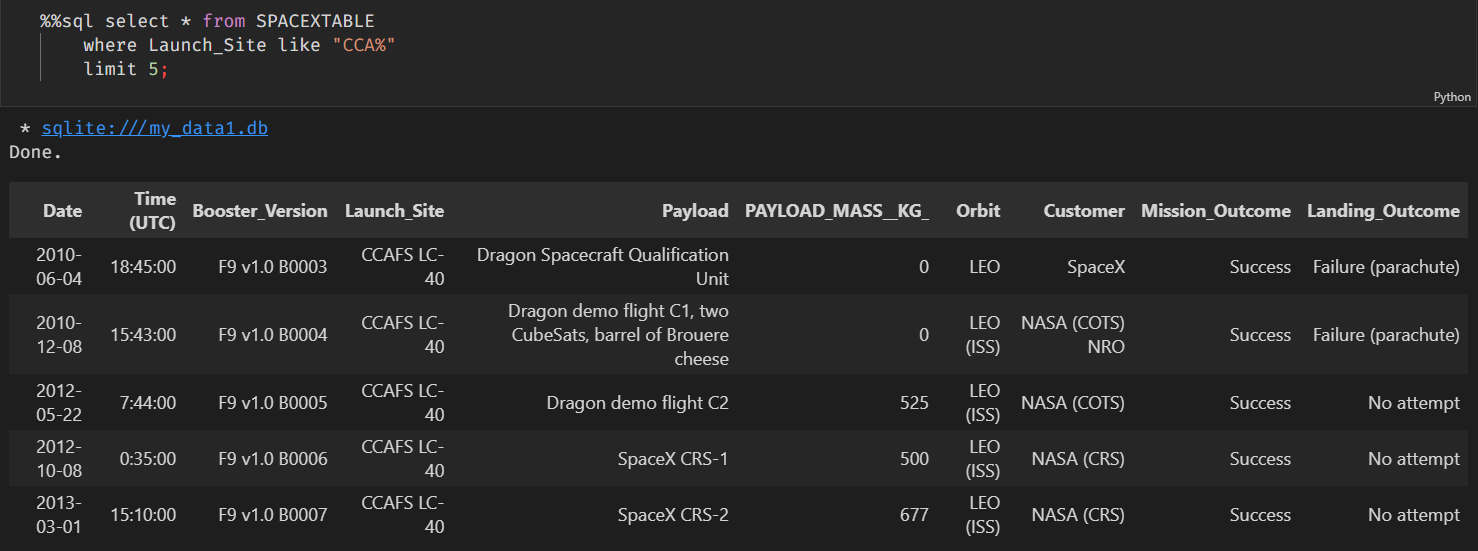 %%sql select * from SPACEXTABLE
where Launch_Site like "CCA%"
limit 5;
Python
* sqlite:///my_data1.db
Done.
Date Time (UTC) Booster_Version Launch_Site Payload PAYLOAD_MASS__KG_ Orbit Customer Mission_Outcome Landing_Outcome
2010-06-04 18:45:00 F9 v1.0 B0003 CCAFS LC-40 Dragon Spacecraft Qualification Unit 0 LEO SpaceX Success Failure (parachute)
2010-12-08 15:43:00 F9 v1.0 B0004 CCAFS LC-40 Dragon demo flight C1, two CubeSats, barrel of Brouere cheese 0 LEO (ISS) NASA (COTS) NRO Success Failure (parachute)
2012-05-22 7:44:00 F9 v1.0 B0005 CCAFS LC-40 Dragon demo flight C2 525 LEO (ISS) NASA (COTS) Success No attempt
2012-10-08 0:35:00 F9 v1.0 B0006 CCAFS LC-40 SpaceX CRS-1 500 LEO (ISS) NASA (CRS) Success No attempt
2013-03-01 15:10:00 F9 v1.0 B0007 CCAFS LC-40 SpaceX CRS-2 677 LEO (ISS) NASA (CRS) Success No attempt